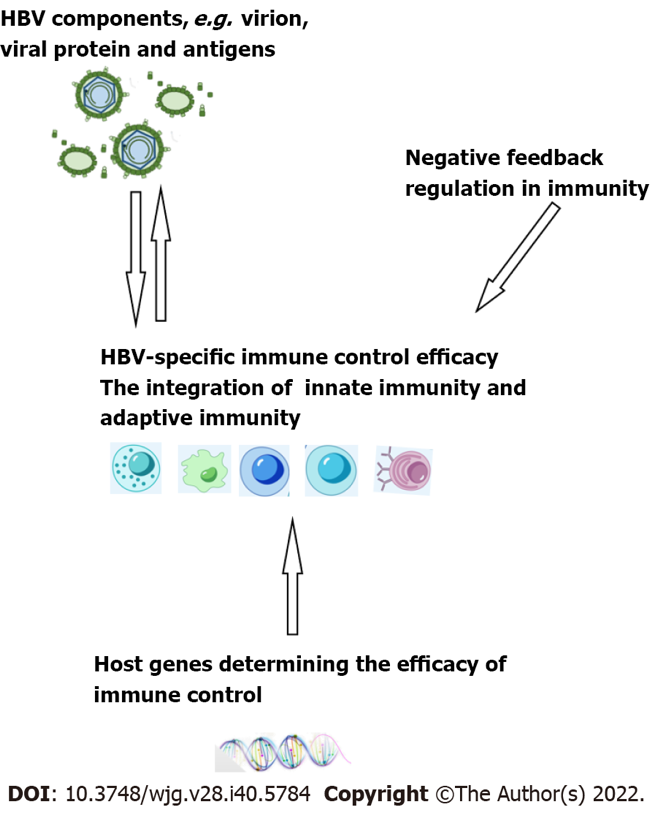 HBV components, e.g. virion,
viral protein and antigens
Negative feedback
regulation in immunity
HBV-specific immune control efficacy
The integration of innate immunity and
adaptive immunity
Host genes determining the efficacy of
immune control
DOI: 10.3748/wjg.v28.i40.5784 Copyright ©The Author(s) 2022.